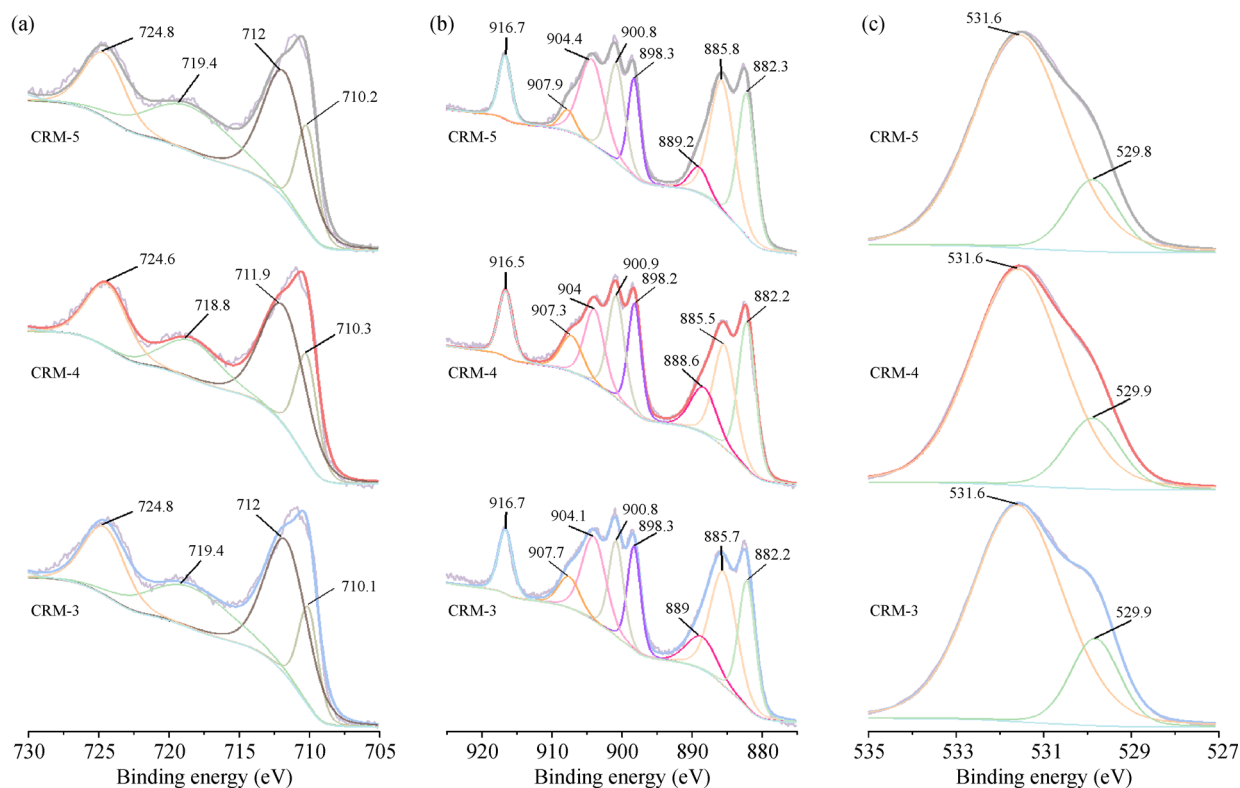 (a)
724.8
719.4
712
710.2
CRM-5
724.6
718.8
711.9
710.3
CRM-4
724.8
719.4
712
710.1
CRM-3
730 725 720 715 710 705
Binding energy (eV)
(b)
916.7
904.4
900.8
898.3
885.8
882.3
907.9
889.2
CRM-5
916.5
904
900.9
898.2
885.5
882.2
907.3
888.6
CRM-4
916.7
904.1
900.8
898.3
885.7
882.2
907.7
889
CRM-3
920 910 900 890 880
Binding energy (eV)
(c)
531.6
529.8
CRM-5
531.6
529.9
CRM-4
531.6
529.9
CRM-3
535 533 531 529 527
Binding energy (eV)